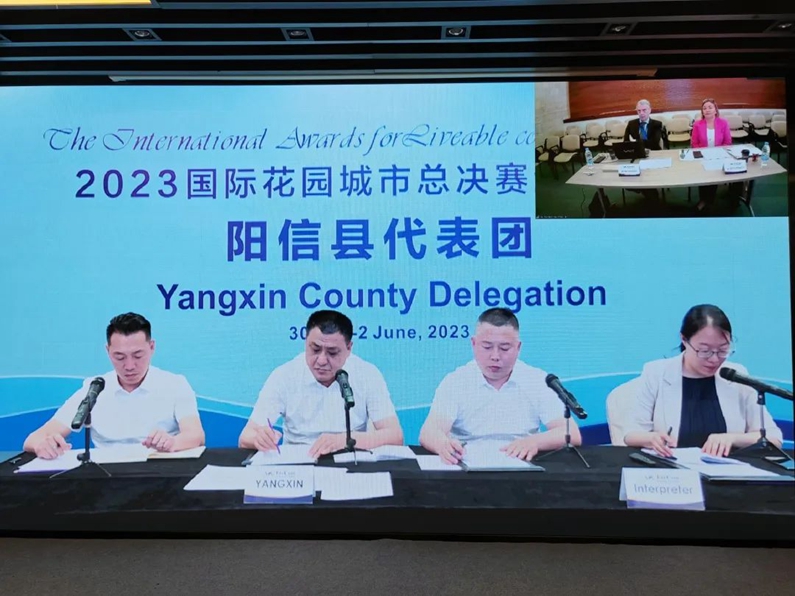 The International Awards for Liveable
2023国际花园城市总决赛
阳信县代表团
Yangxin County Delegation
30 -2 June, 2023
YANGXIN
Interpreter